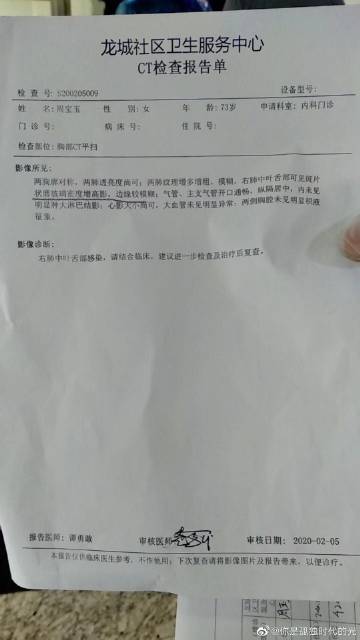 龙城社区卫生服务中心
CT检查报告单
检 查 号: S200205009 设备型号:
姓 名: 周宝玉 性 别: 女 年 龄: 73岁 申请科室: 内科门诊
门 诊 号: 病 床 号: 住 院 号:
检查部位: 胸部CT平扫
影像所见:
两胸廓对称, 两肺透亮度尚可; 两肺纹理增多增粗、模糊, 右肺中叶舌部可见斑片
状磨玻璃密度增高影, 边缘较模糊; 气管、主支气管开口通畅, 纵隔居中, 内未见
明显肿大淋巴结影; 心影大小尚可, 大血管未见明显异常; 两侧胸腔未见明显积液
征象。
影像诊断:
右肺中叶舌部感染, 请结合临床, 建议进一步检查及治疗后复查。
报告医师: 谭勇 审核医师: 审核日期: 2020-02-05
本报告仅供临床医生参考, 不作他用; 下次复查请将影像图片及报告带来, 以便诊疗。
@你是孤独时代的光